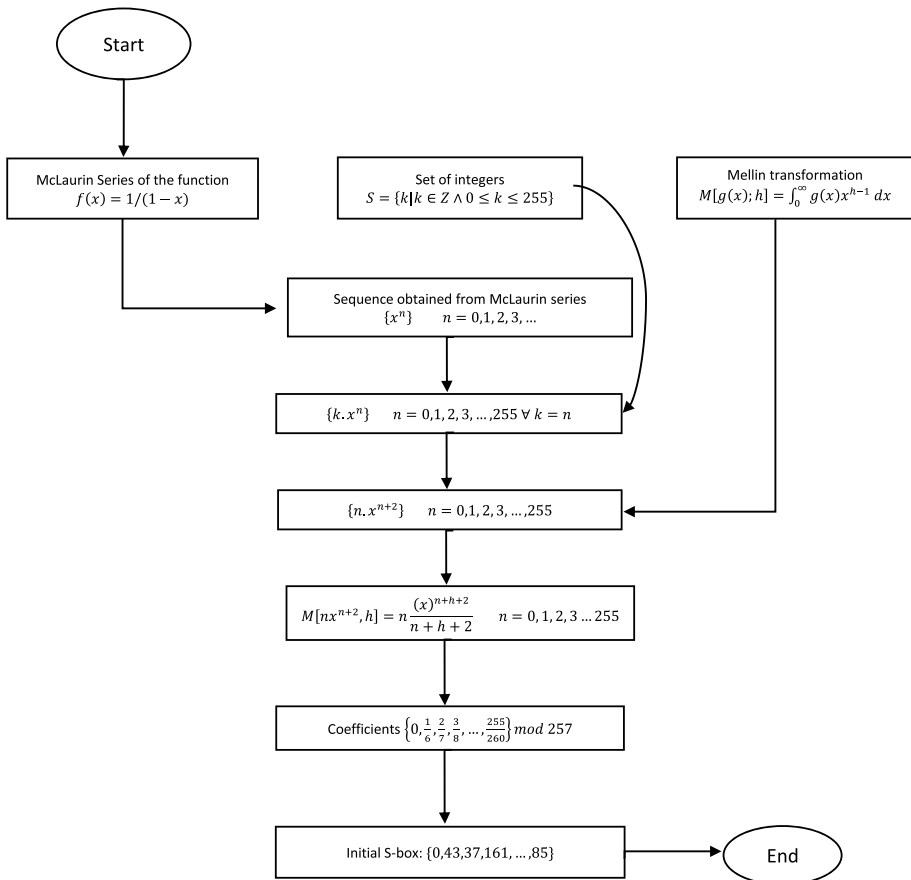 Start
McLaurin Series of the function
f(x) = 1/(1 − x)
Set of integers
S = {k|k ∈ Z ∧ 0 ≤ k ≤ 255}
Mellin transformation
M[g(x); h] = ∫₀^∞ g(x)x^{h−1} dx
Sequence obtained from McLaurin series
{x^n} n = 0,1,2,3, …
{k.x^n} n = 0,1,2,3, … ,255 ∀ k = n
{n.x^{n+2}} n = 0,1,2,3, … ,255
M[nx^{n+2}, h] = n (x)^{n+h+2} / (n + h + 2) n = 0, 1, 2, 3 … 255
Coefficients {0, 1/6, 2/7, 3/8, … , 255/260} mod 257
Initial S-box: {0,43,37,161, … ,85}
End